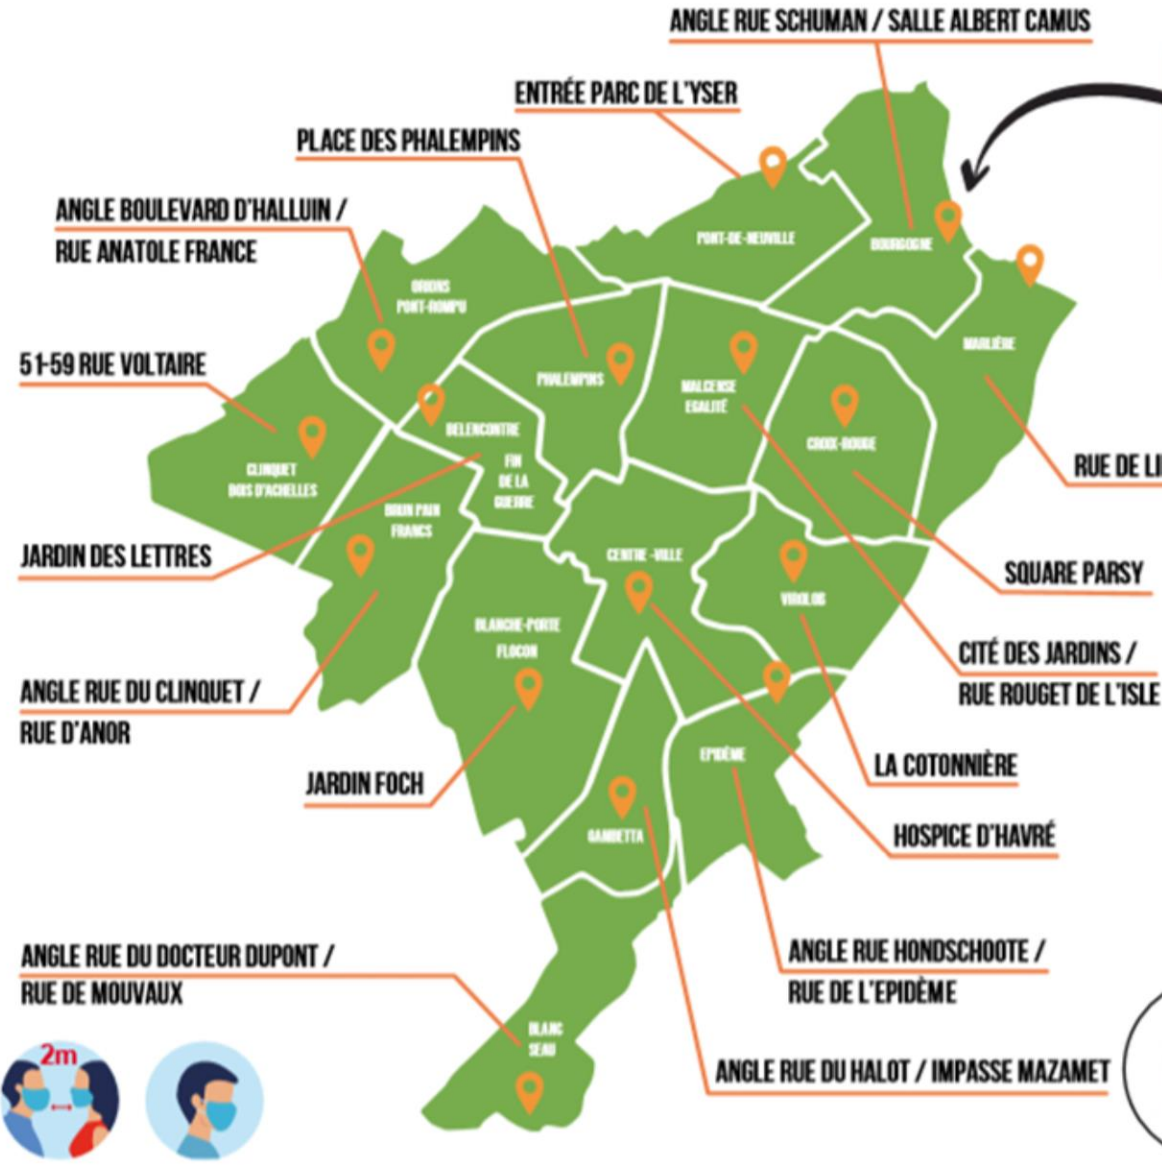 ANGLE RUE SCHUMAN / SALLE ALBERT CAMUS
ENTRÉE PARC DE L'YSER
PLACE DES PHALEMPINS
ANGLE BOULEVARD D'HALLUIN /
RUE ANATOLE FRANCE
51-59 RUE VOLTAIRE
JARDIN DES LETTRES
ANGLE RUE DU CLINQUET /
RUE D'ANOR
JARDIN FOCH
ANGLE RUE DU DOCTEUR DUPONT /
RUE DE MOUVAUX
2m
PONT-DE-NEUVILLE
BOURGOGNE
ORIONS
PONT-ROMPU
MARLIÈRE
PHALEMPINS
MALCENSE
EGALITÉ
CROIX-ROUGE
BELENCONTRE
FIN
DE LA
GUERRE
CLINQUET
BOIS D'ACHELLES
BRUN PAIN
FRANCS
CENTRE-VILLE
VIROLOIS
BLANCHE-PORTE
FLOCON
EPIDÈME
GAMBETTA
BLANC
SEAU
RUE DE LI
SQUARE PARSY
CITÉ DES JARDINS /
RUE ROUGET DE L'ISLE
LA COTONNIÈRE
HOSPICE D'HAVRÉ
ANGLE RUE HONDSCHOOTE /
RUE DE L'EPIDÈME
ANGLE RUE DU HALOT / IMPASSE MAZAMET